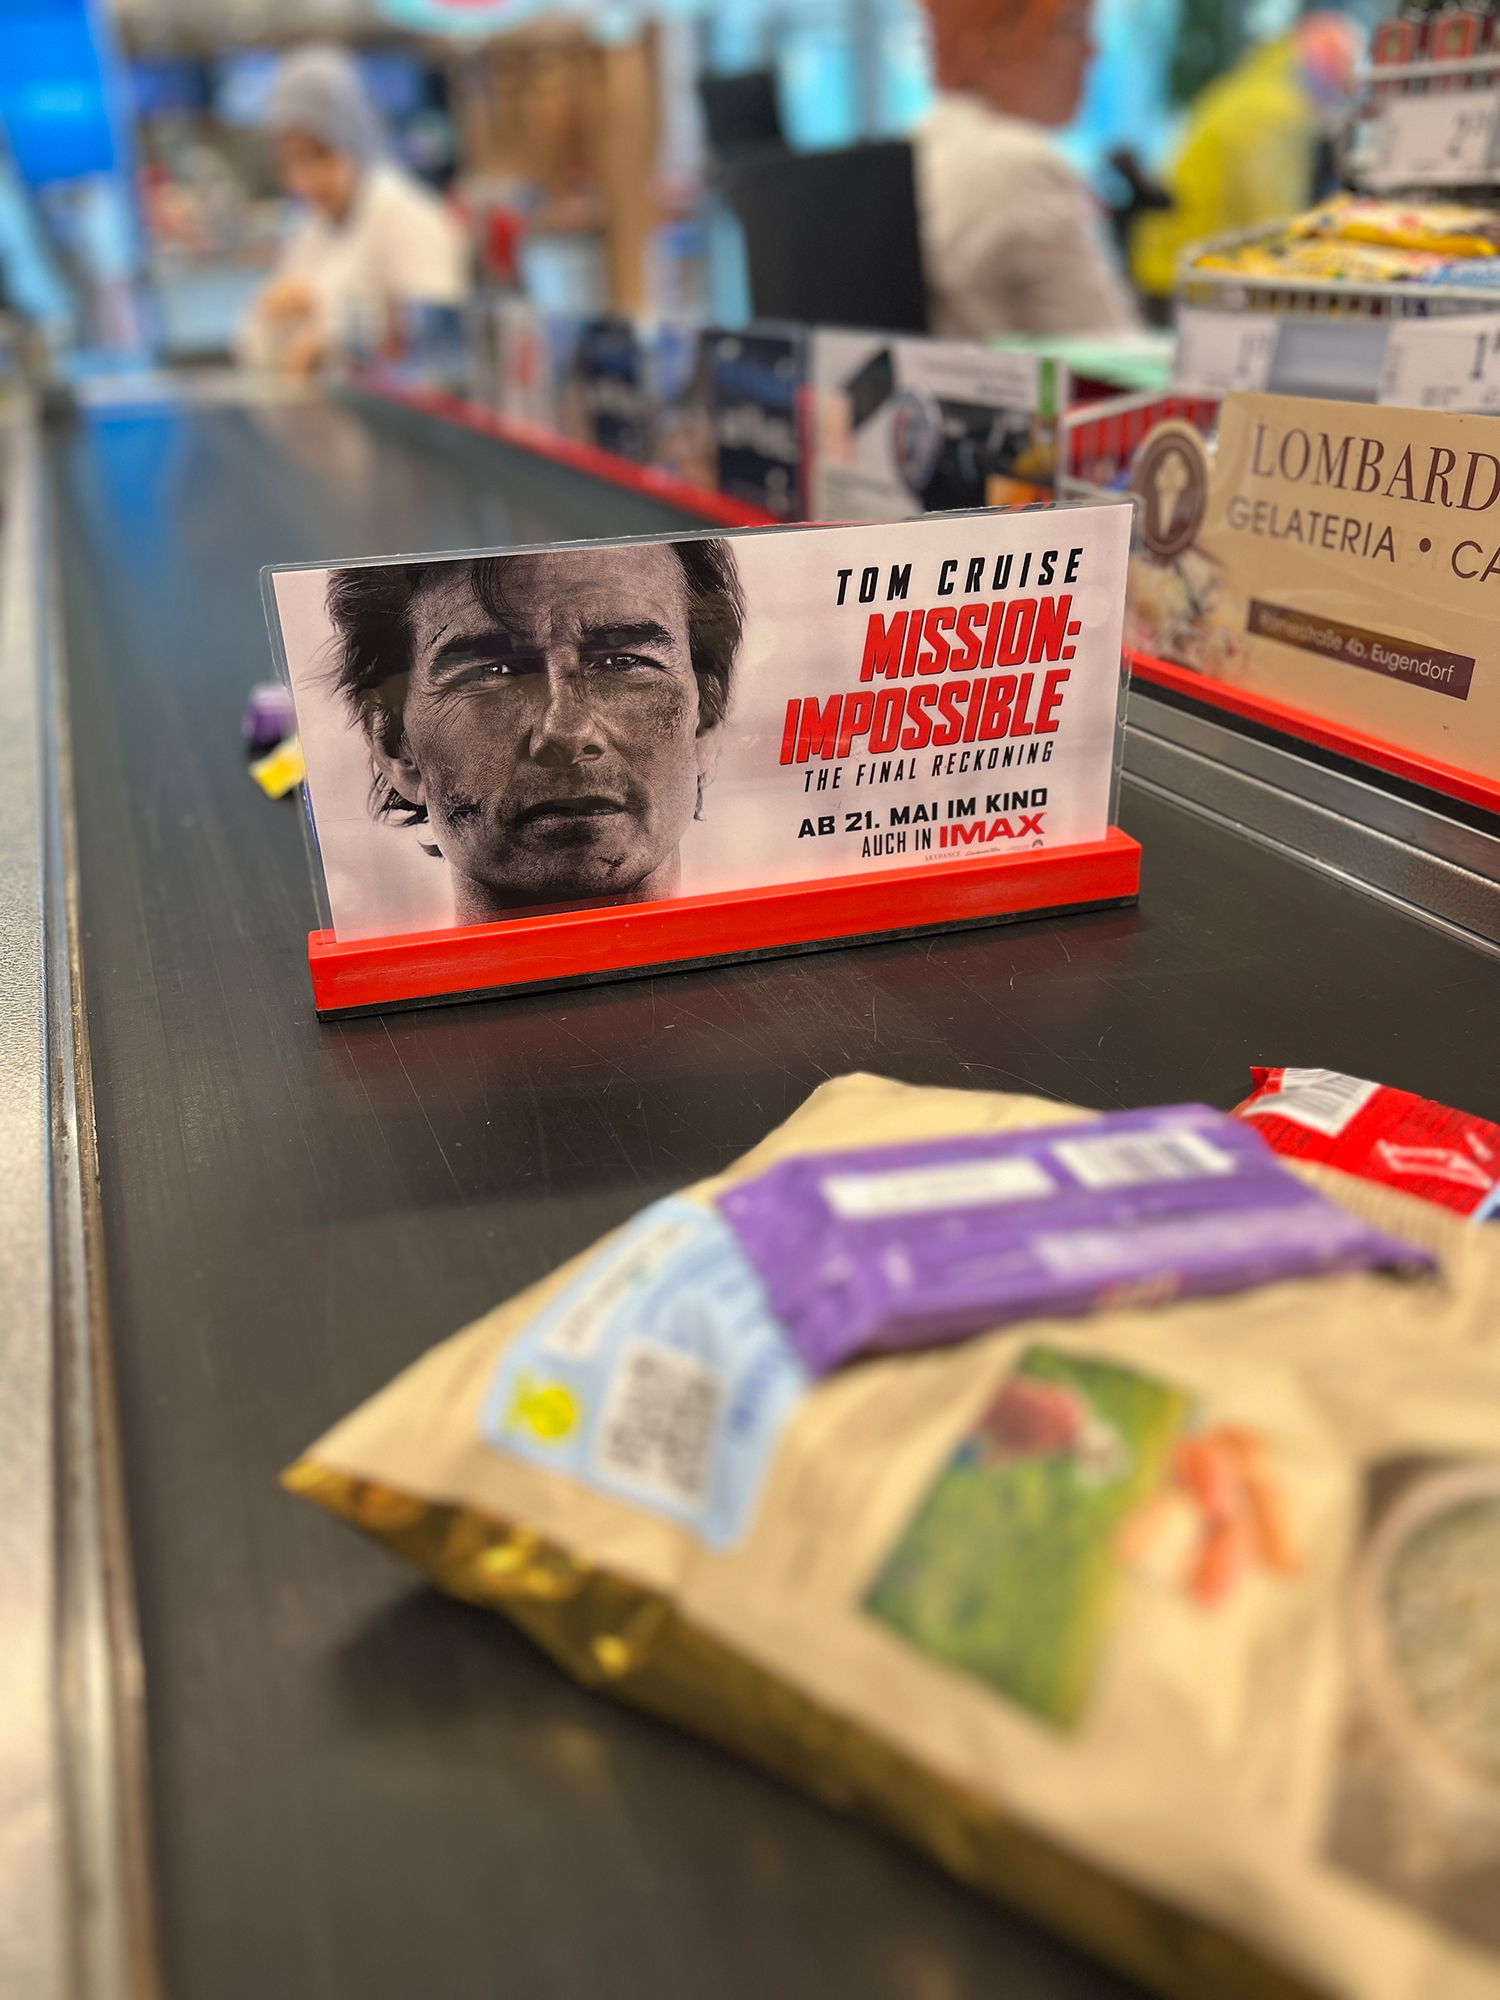 TOM CRUISE
MISSION:
IMPOSSIBLE
THE FINAL RECKONING
AB 21. MAI IM KINO
AUCH IN IMAX
SKYDANCE
LOMBARD
GELATERIA • CA
Römerstraße 4b, Eugendorf